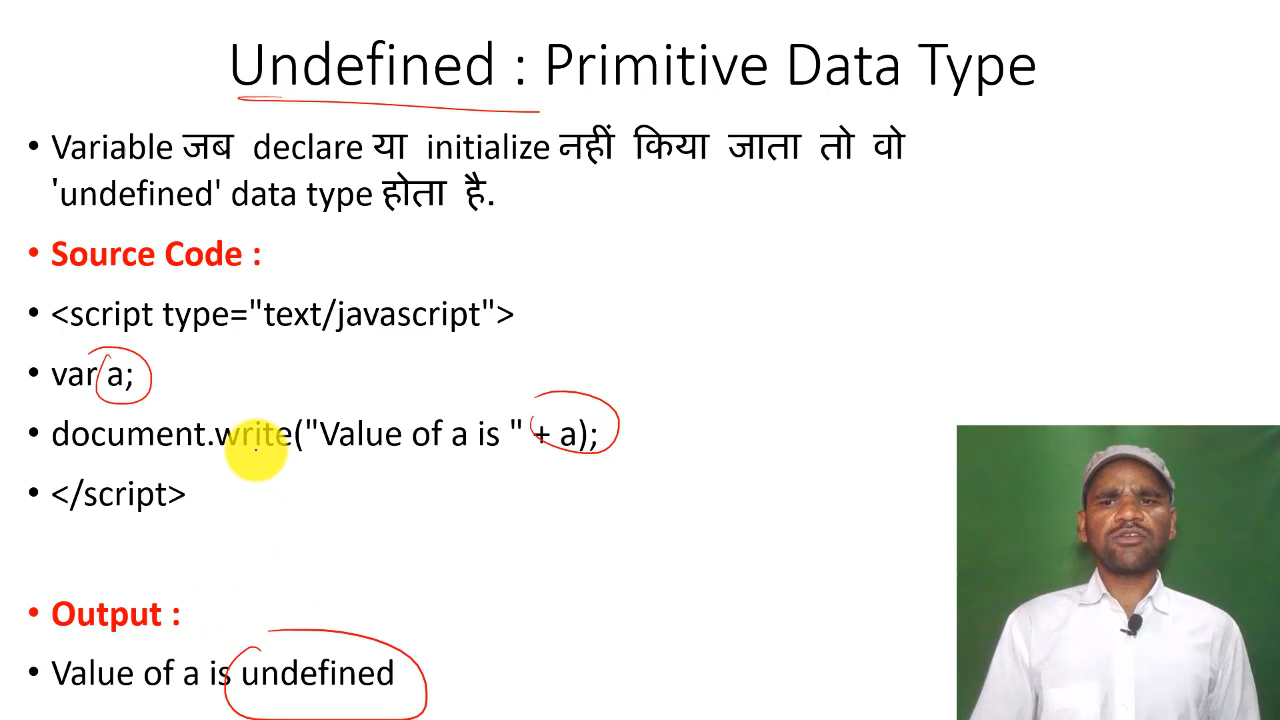 Undefined : Primitive Data Type
• Variable जब declare या initialize नहीं किया जाता तो वो
'undefined' data type होता है.
• Source Code :
• <script type="text/javascript">
• var a;
• document.write("Value of a is " + a);
• </script>
• Output :
• Value of a is undefined